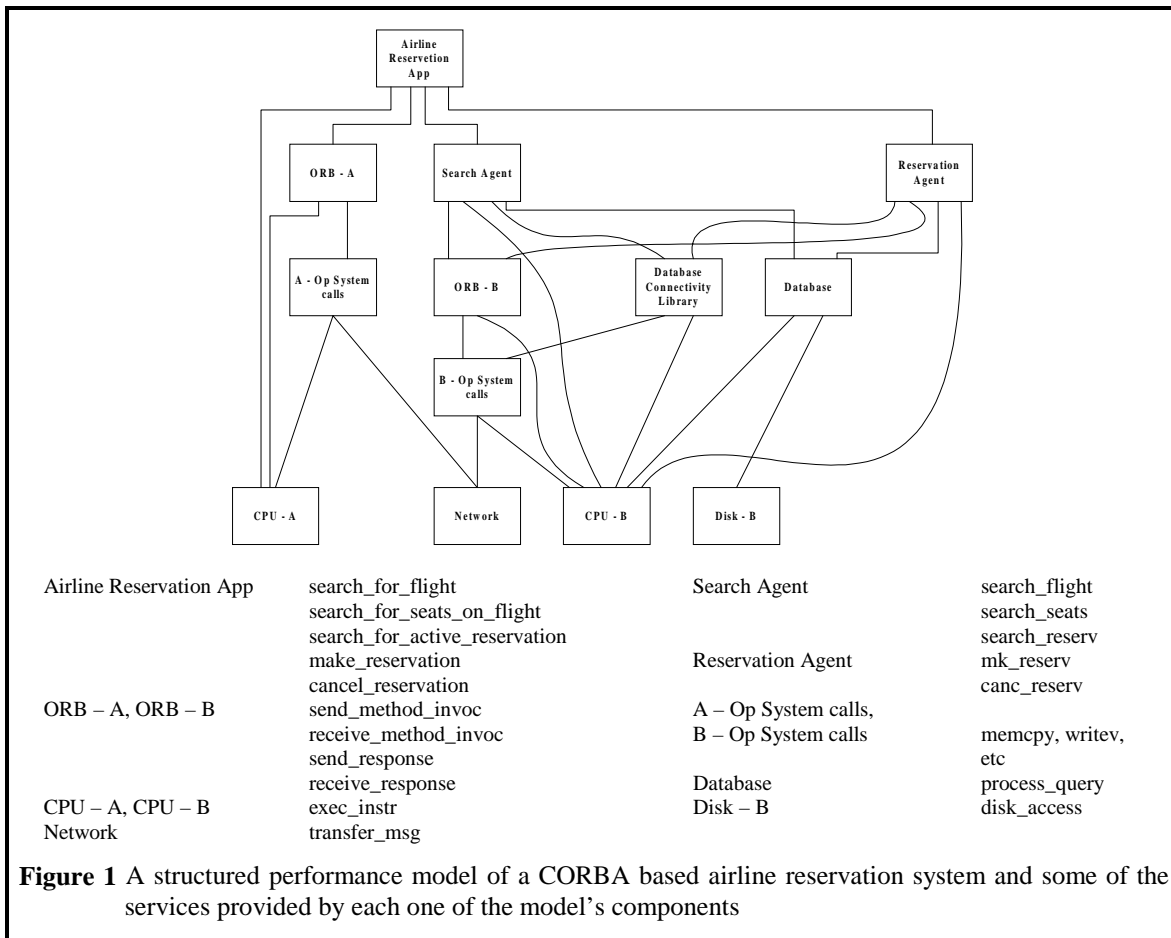 Airline
Reservetion
App
ORB - A
Search Agent
Reservation
Agent
A - Op System
calls
ORB - B
Database
Connectivity
Library
Database
B - Op System
calls
CPU - A
Network
CPU - B
Disk - B
Airline Reservation App search_for_flight Search Agent search_flight
search_for_seats_on_flight search_seats
search_for_active_reservation search_reserv
make_reservation Reservation Agent mk_reserv
cancel_reservation canc_reserv
ORB – A, ORB – B send_method_invoc A – Op System calls,
receive_method_invoc B – Op System calls memcpy, writev,
send_response etc
receive_response Database process_query
CPU – A, CPU – B exec_instr Disk – B disk_access
Network transfer_msg
Figure 1 A structured performance model of a CORBA based airline reservation system and some of the
services provided by each one of the model's components